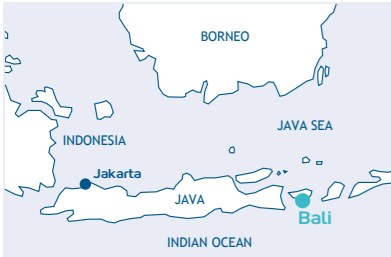 BORNEO
JAVA SEA
INDONESIA
Jakarta
JAVA
Bali
INDIAN OCEAN